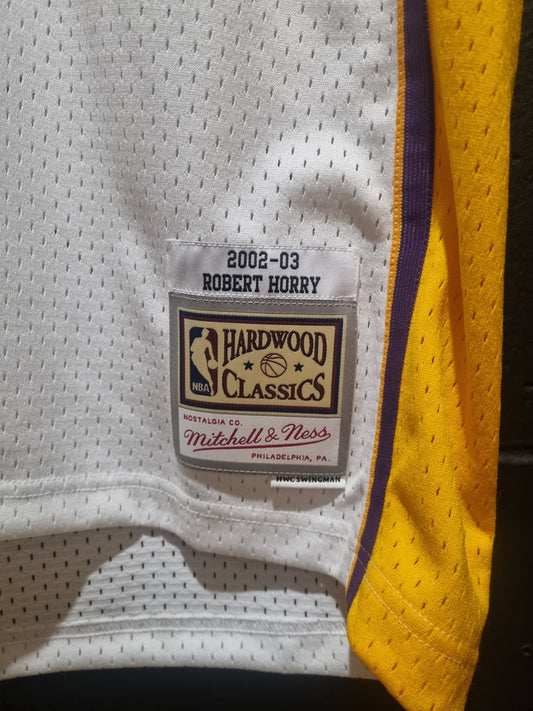 2002-03
ROBERT HORRY
NBA
HARDWOOD
CLASSICS
NOSTALGIA CO.
Mitchell & Ness
PHILADELPHIA, PA.
HWC SWINGMAN